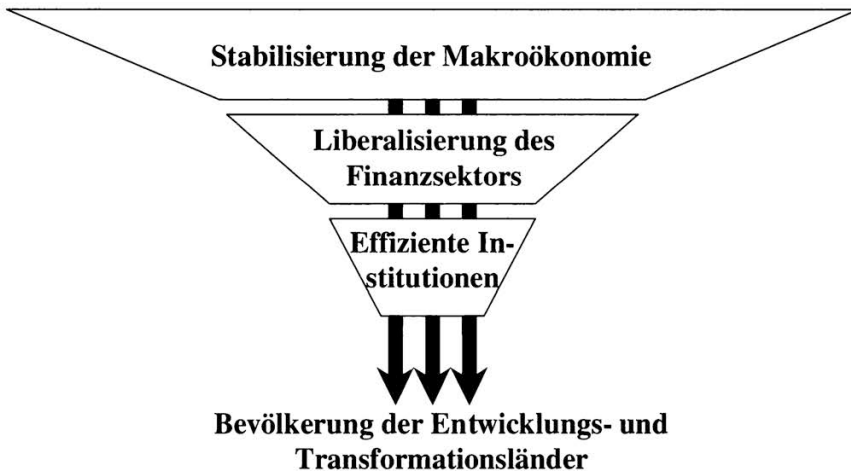 Stabilisierung der Makroökonomie
Liberalisierung des
Finanzsektors
Effiziente In-
stitutionen
Bevölkerung der Entwicklungs- und
Transformationsländer